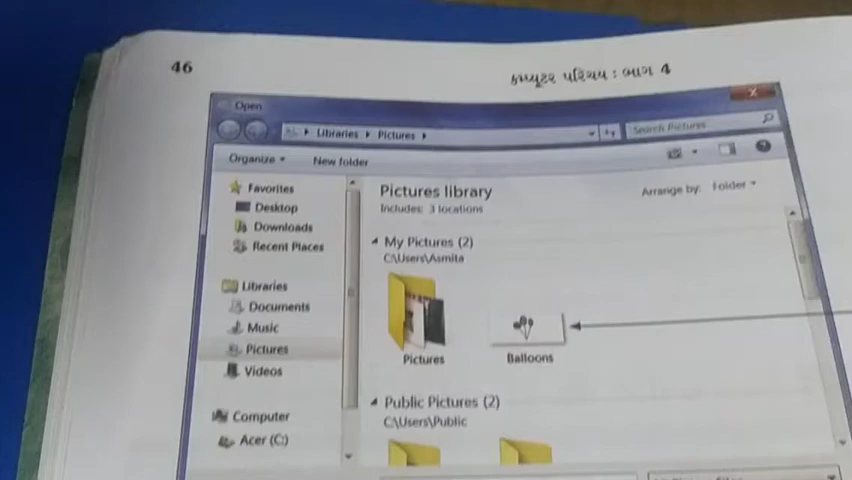 46
કમ્પ્યૂટર પરિચય : ભાગ 4
Open
Libraries Pictures
Search Pictures
Organize
New folder
Favorites
Desktop
Downloads
Recent Places
Libraries
Documents
Music
Pictures
Videos
Computer
Acer (C:)
Pictures library
Includes: 3 locations
Arrange by: Folder
My Pictures (2)
C:\Users\Asmita
Pictures
Balloons
Public Pictures (2)
C:\Users\Public